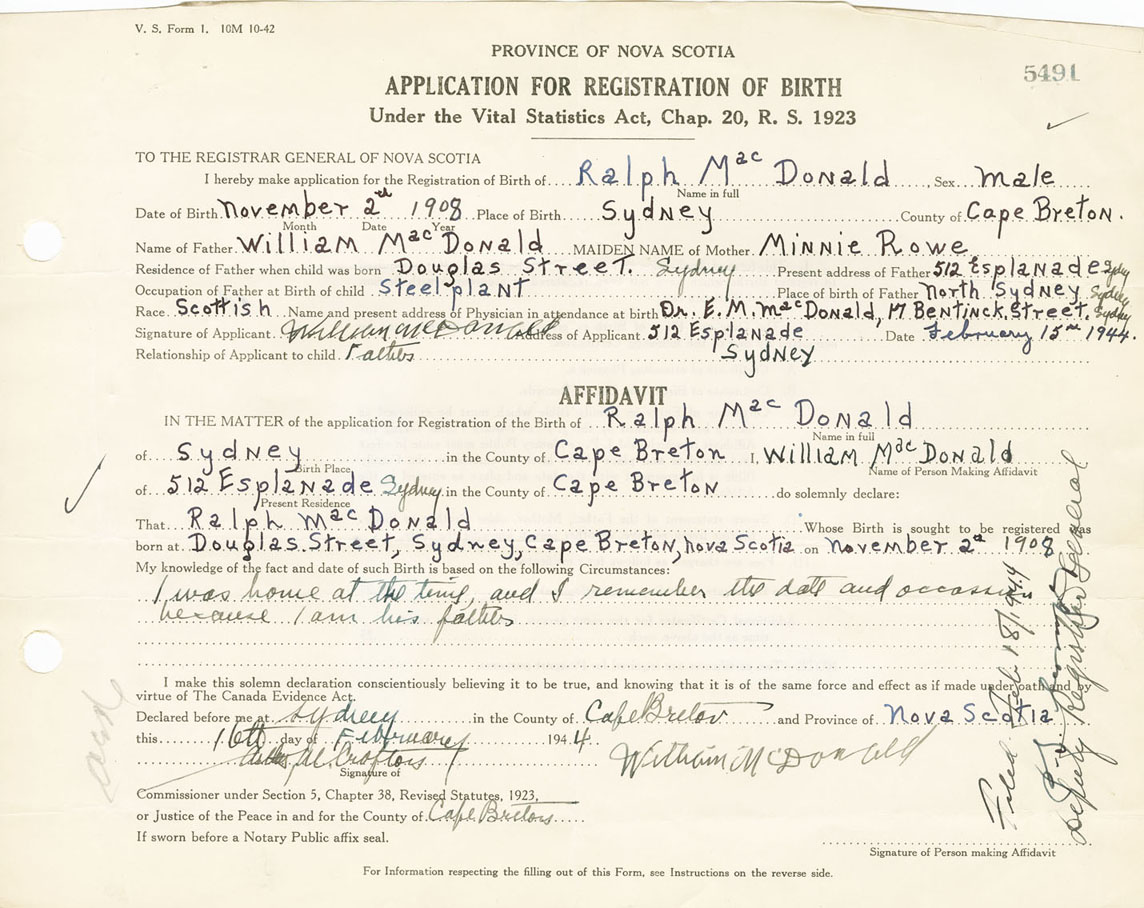 V. S. Form 1. 10M 10-42
PROVINCE OF NOVA SCOTIA
5491
APPLICATION FOR REGISTRATION OF BIRTH
Under the Vital Statistics Act, Chap. 20, R. S. 1923
TO THE REGISTRAR GENERAL OF NOVA SCOTIA
I hereby make application for the Registration of Birth of Ralph MacDonald Sex male
Name in full
Date of Birth November 2nd 1908 Place of Birth Sydney County of Cape Breton.
Month Date Year
Name of Father William MacDonald MAIDEN NAME of Mother Minnie Rowe
Residence of Father when child was born Douglas Street. Sydney Present address of Father 512 Esplanade Sydney
Occupation of Father at Birth of child Steel plant Place of birth of Father North Sydney
Race Scottish Name and present address of Physician in attendance at birth Dr. E. M. MacDonald, 17 Bentinck Street. Sydney
Signature of Applicant William McDonald Address of Applicant 512 Esplanade Date February 15th 1944.
Relationship of Applicant to child Father Sydney
AFFIDAVIT
IN THE MATTER of the application for Registration of the Birth of Ralph MacDonald
Name in full
of Sydney in the County of Cape Breton I, William MacDonald
Birth Place Name of Person Making Affidavit
of 512 Esplanade Sydney in the County of Cape Breton do solemnly declare:
Present Residence
That Ralph MacDonald Whose Birth is sought to be registered was
born at Douglas Street, Sydney, Cape Breton, Nova Scotia on November 2nd 1908
My knowledge of the fact and date of such Birth is based on the following Circumstances:
I was home at the time, and I remember the date and occassion
because I am his father
I make this solemn declaration conscientiously believing it to be true, and knowing that it is of the same force and effect as if made under oath and by
virtue of The Canada Evidence Act.
Declared before me at Sydney in the County of Cape Breton and Province of Nova Scotia
this 16th day of February 1944.
William McDonald
Signature of
Commissioner under Section 5, Chapter 38, Revised Statutes, 1923,
or Justice of the Peace in and for the County of Cape Breton
If sworn before a Notary Public affix seal.
Signature of Person making Affidavit
For Information respecting the filling out of this Form, see Instructions on the reverse side.
Filed Feb 18/1944
Deputy Registrar General